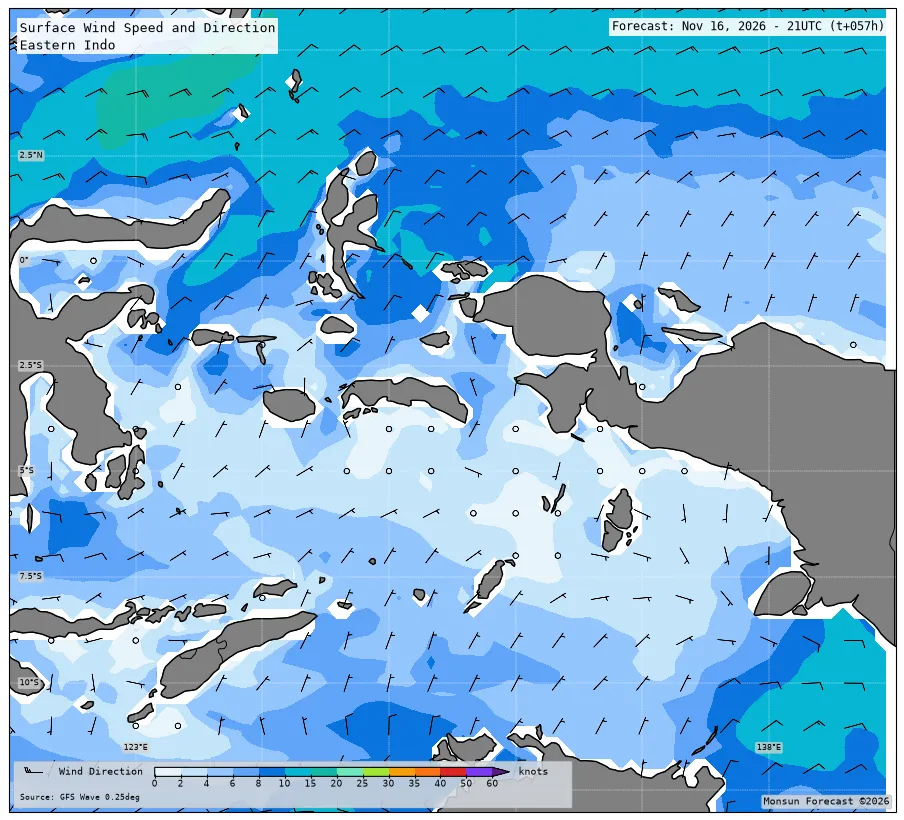 Surface Wind Speed and Direction
Eastern Indo
Forecast: Nov 16, 2026 - 21UTC (t+057h)
2.5°N
0°
2.5°S
5°S
7.5°S
10°S
123°E
138°E
Wind Direction
knots
0 2 4 6 8 10 15 20 25 30 40 50 60
Source: GFS Wave 0.25deg
Monsun Forecast ©2026